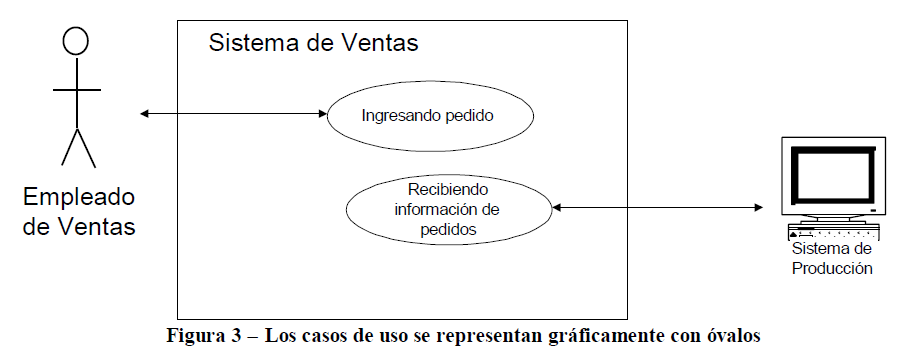 Sistema de Ventas
Ingresando pedido
Empleado
de Ventas
Recibiendo
información de
pedidos
Sistema de
Producción
Figura 3 – Los casos de uso se representan gráficamente con óvalos